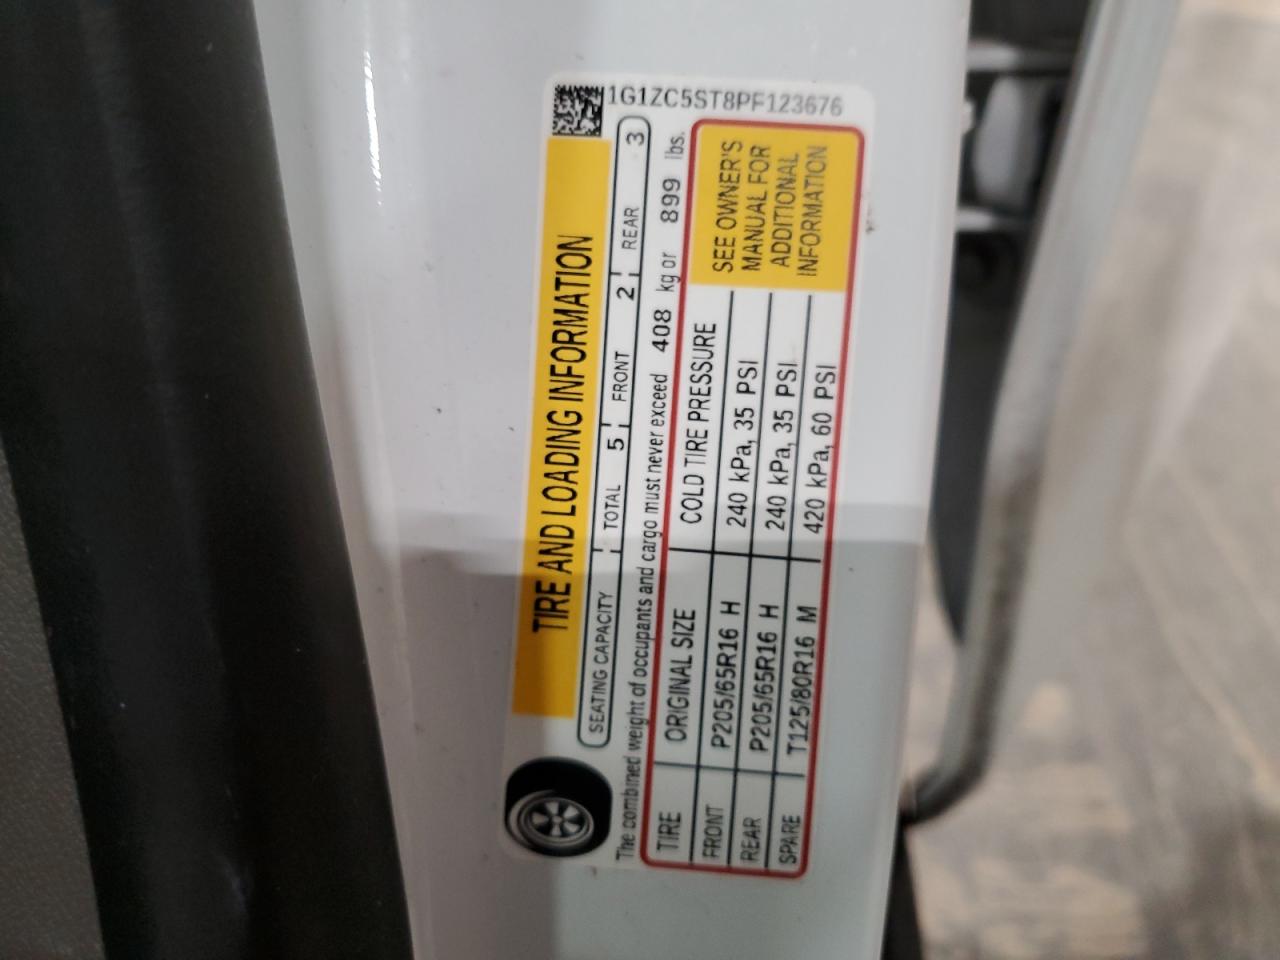 1G1ZC5ST8PF123676
TIRE AND LOADING INFORMATION
SEATING CAPACITY TOTAL 5 FRONT 2 REAR 3
The combined weight of occupants and cargo must never exceed 408 kg or 899 lbs.
TIRE ORIGINAL SIZE COLD TIRE PRESSURE
FRONT P205/65R16 H 240 kPa, 35 PSI
REAR P205/65R16 H 240 kPa, 35 PSI
SPARE T125/80R16 M 420 kPa, 60 PSI
SEE OWNER'S
MANUAL FOR
ADDITIONAL
INFORMATION